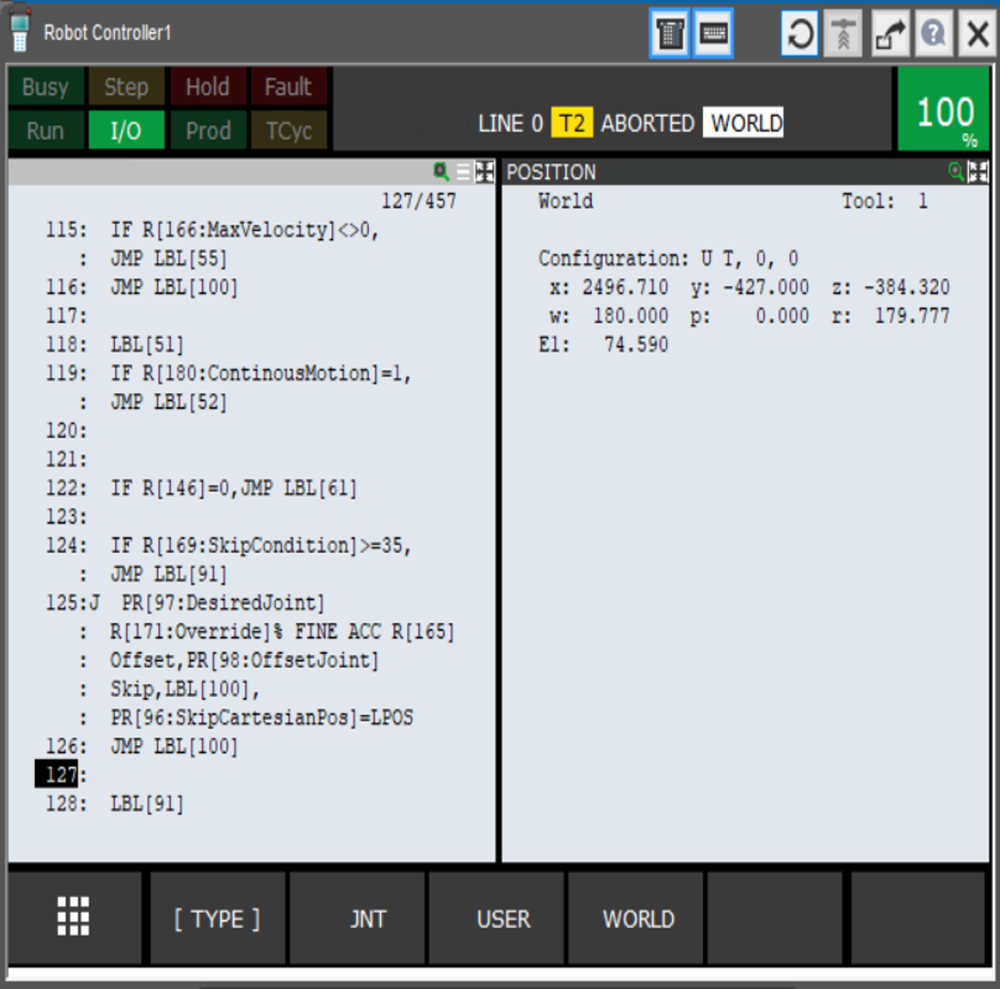 Robot Controller1
Busy Step Hold Fault
Run I/O Prod TCyc
LINE 0 T2 ABORTED WORLD
100
%
127/457
115: IF R[166:MaxVelocity]<>0,
: JMP LBL[55]
116: JMP LBL[100]
117:
118: LBL[51]
119: IF R[180:ContinousMotion]=1,
: JMP LBL[52]
120:
121:
122: IF R[146]=0,JMP LBL[61]
123:
124: IF R[169:SkipCondition]>=35,
: JMP LBL[91]
125:J PR[97:DesiredJoint]
: R[171:Override]% FINE ACC R[165]
: Offset,PR[98:OffsetJoint]
: Skip,LBL[100],
: PR[96:SkipCartesianPos]=LPOS
126: JMP LBL[100]
127:
128: LBL[91]
POSITION
World Tool: 1
Configuration: U T, 0, 0
x: 2496.710 y: -427.000 z: -384.320
w: 180.000 p: 0.000 r: 179.777
E1: 74.590
[ TYPE ] JNT USER WORLD